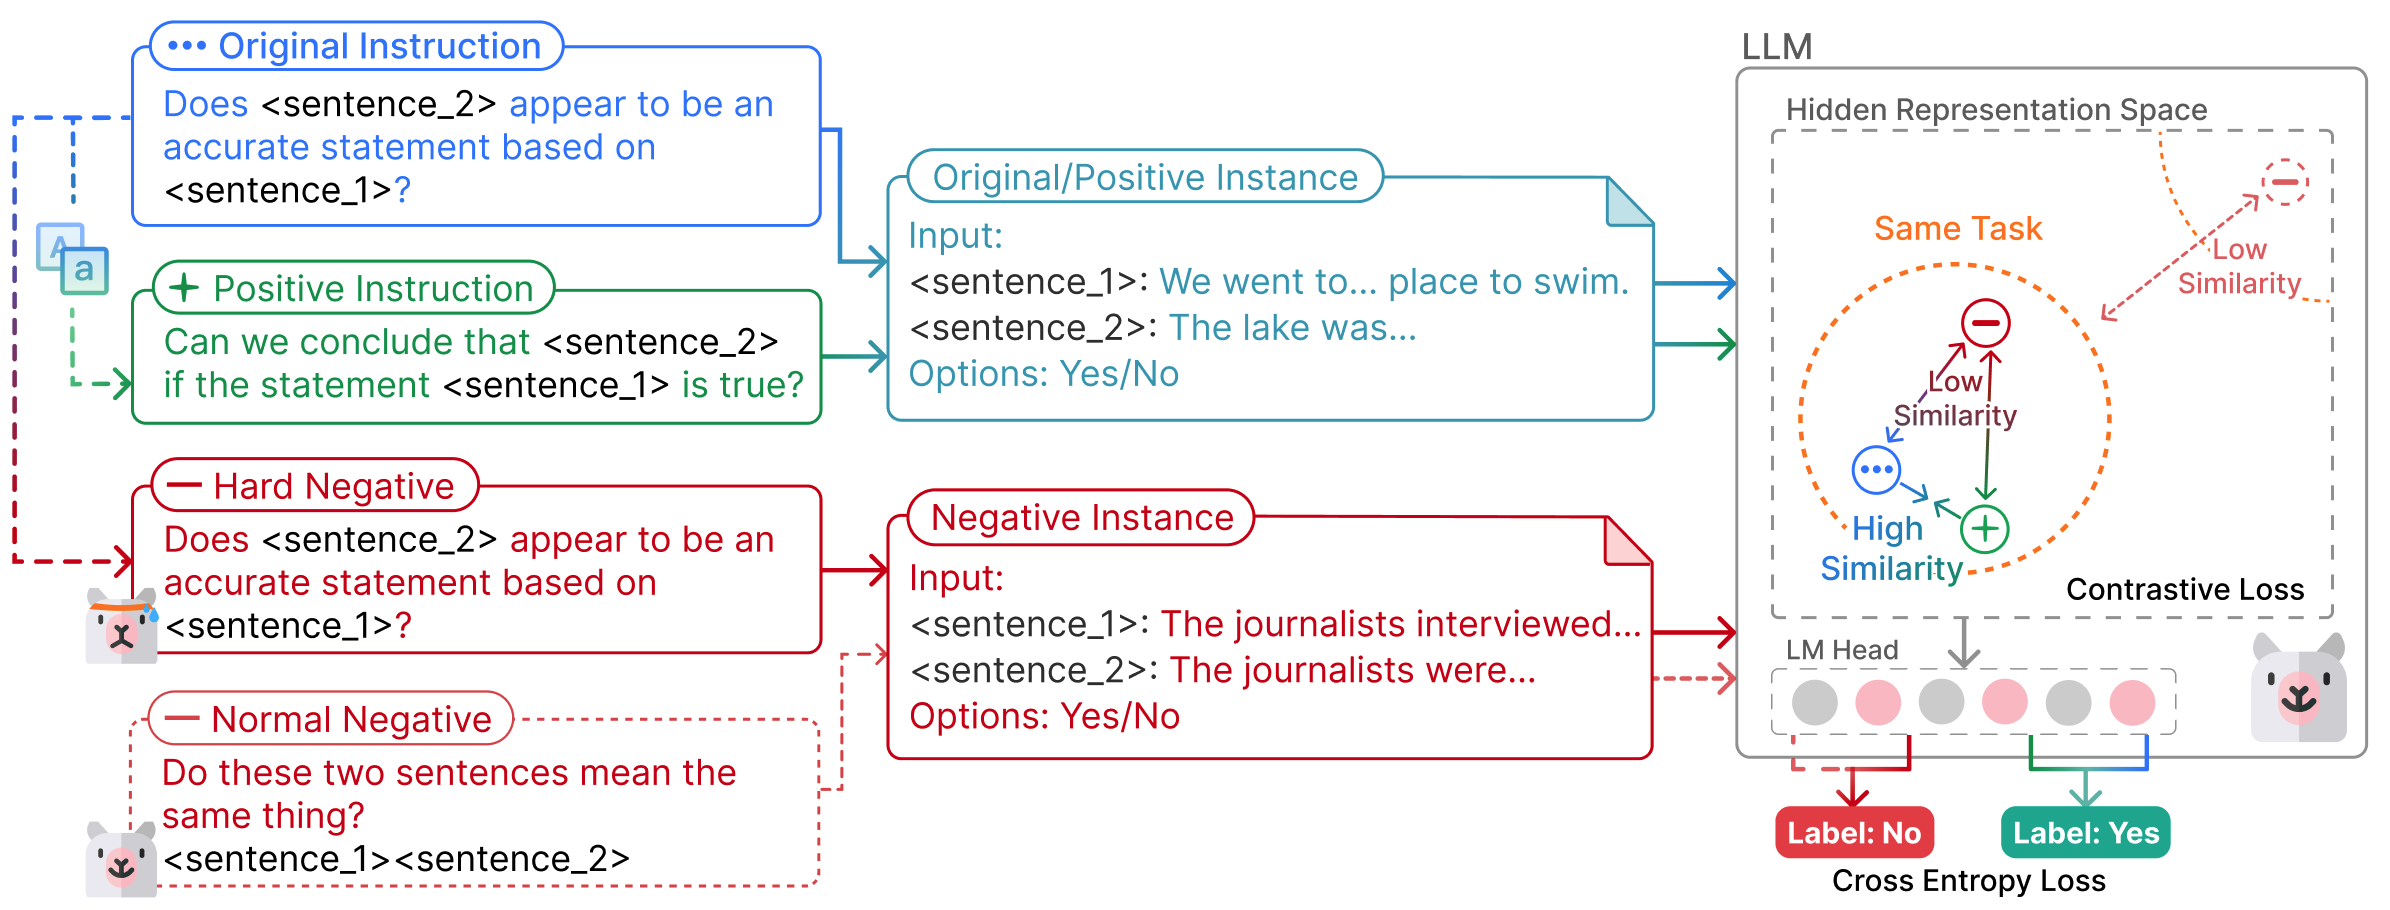 Original Instruction
Does <sentence_2> appear to be an
accurate statement based on
<sentence_1>?
A
a
Positive Instruction
Can we conclude that <sentence_2>
if the statement <sentence_1> is true?
Hard Negative
Does <sentence_2> appear to be an
accurate statement based on
<sentence_1>?
Normal Negative
Do these two sentences mean the
same thing?
<sentence_1><sentence_2>
Original/Positive Instance
Input:
<sentence_1>: We went to... place to swim.
<sentence_2>: The lake was...
Options: Yes/No
Negative Instance
Input:
<sentence_1>: The journalists interviewed...
<sentence_2>: The journalists were...
Options: Yes/No
LLM
Hidden Representation Space
Same Task
Low
Similarity
Low
Similarity
High
Similarity
Contrastive Loss
LM Head
Label: No
Label: Yes
Cross Entropy Loss